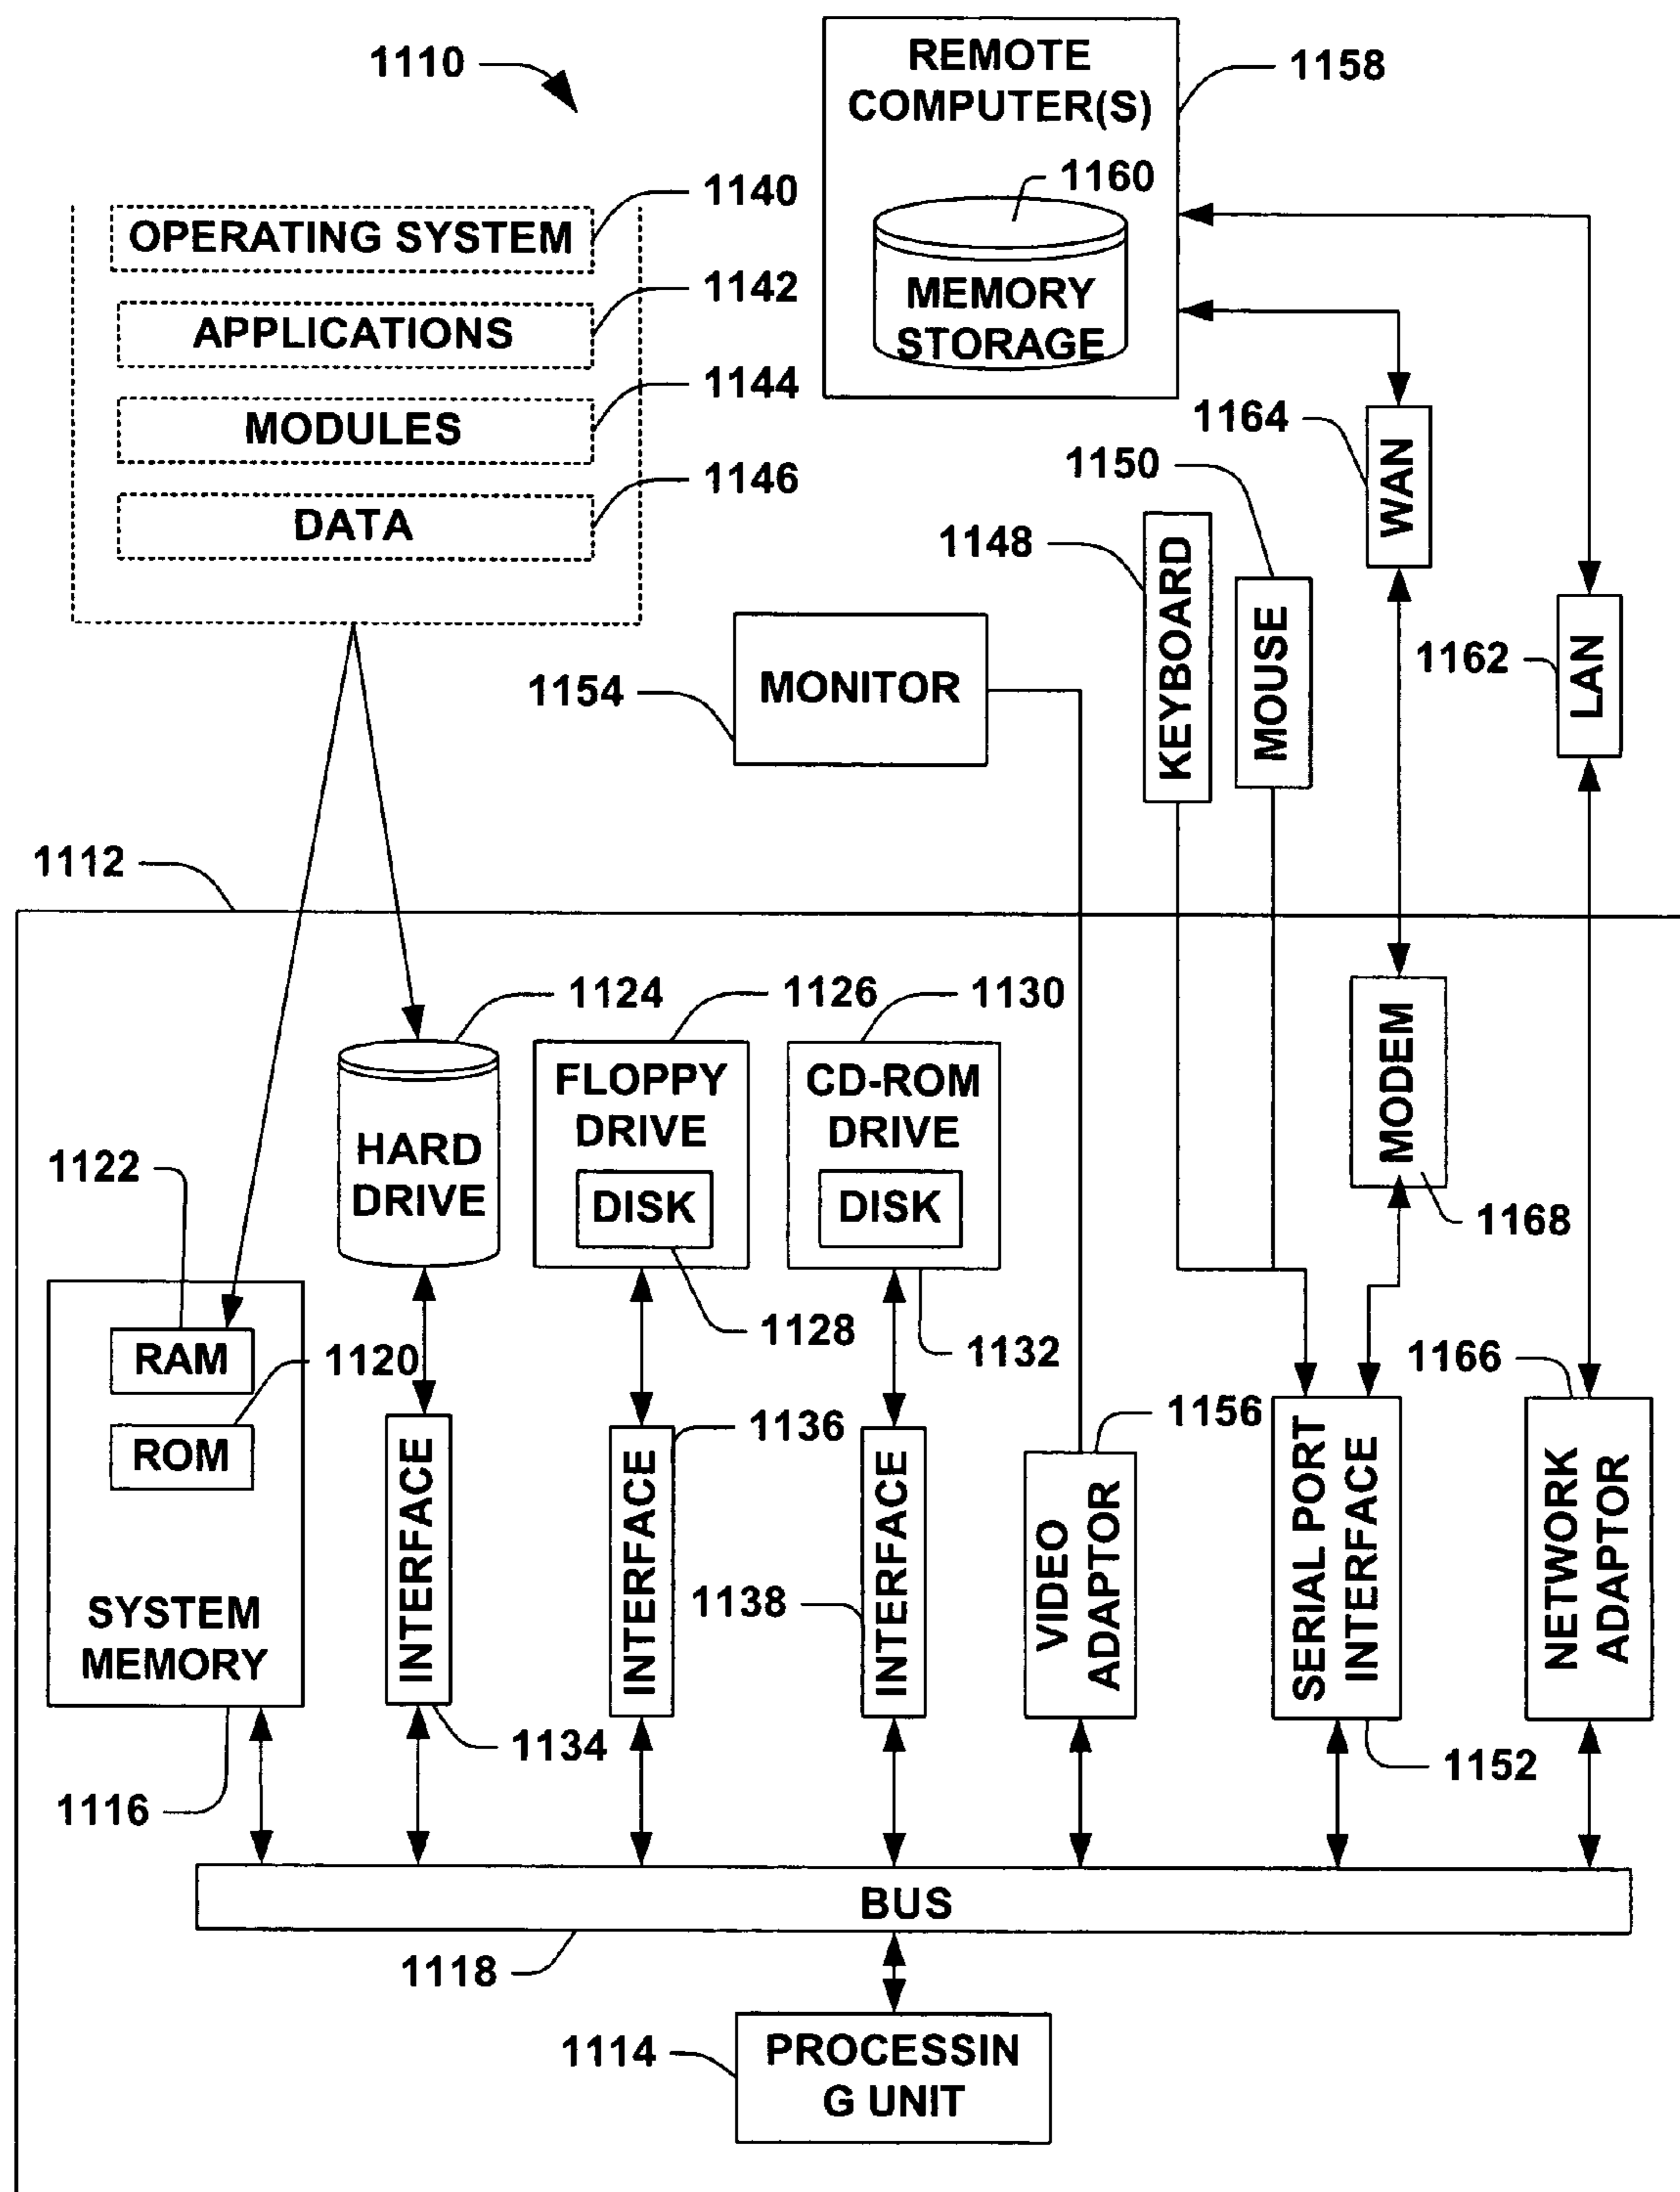 1110
REMOTE
COMPUTER(S)
1158
1160
MEMORY
STORAGE
1140
OPERATING SYSTEM
1142
APPLICATIONS
1144
MODULES
1146
DATA
1164
WAN
1150
1148
KEYBOARD
MOUSE
1162
LAN
1154
MONITOR
1112
1124
1126
1130
HARD
DRIVE
FLOPPY
DRIVE
DISK
CD-ROM
DRIVE
DISK
MODEM
1168
1122
1128
1132
RAM
1120
ROM
SYSTEM
MEMORY
1116
INTERFACE
1134
1136
INTERFACE
1138
INTERFACE
1156
VIDEO
ADAPTOR
SERIAL PORT
INTERFACE
1152
1166
NETWORK
ADAPTOR
BUS
1118
1114
PROCESSIN
G UNIT